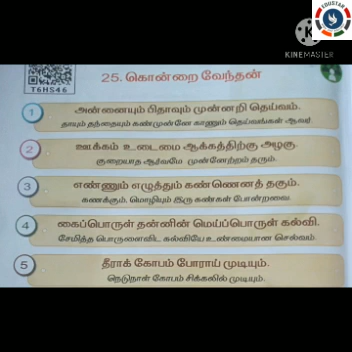 EDUSTAR
KINEMASTER
T6HS46
25. கொன்றை வேந்தன்
1 அன்னையும் பிதாவும் முன்னறி தெய்வம்.
தாயும் தந்தையும் கண்முன்னே காணும் தெய்வங்கள் ஆவர்.
2 ஊக்கம் உடைமை ஆக்கத்திற்கு அழகு.
குறையாத ஆர்வமே முன்னேற்றம் தரும்.
3 எண்ணும் எழுத்தும் கண்ணெனத் தகும்.
கணக்கும், மொழியும் இரு கண்கள் போன்றவை.
4 கைப்பொருள் தன்னின் மெய்ப்பொருள் கல்வி.
சேமித்த பொருளைவிட கல்வியே உண்மையான செல்வம்.
5 தீராக் கோபம் போராய் முடியும்.
நெடுநாள் கோபம் சிக்கலில் முடியும்.